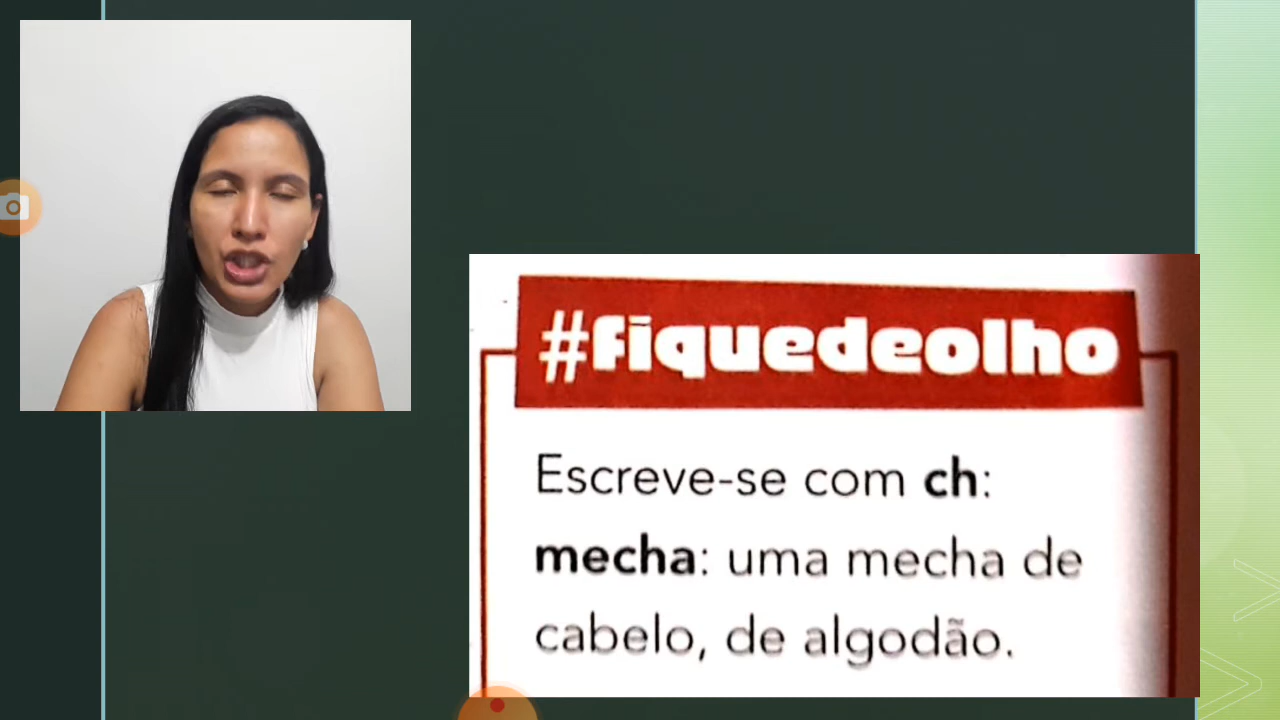 #fiquedeolho
Escreve-se com ch:
mecha: uma mecha de
cabelo, de algodão.